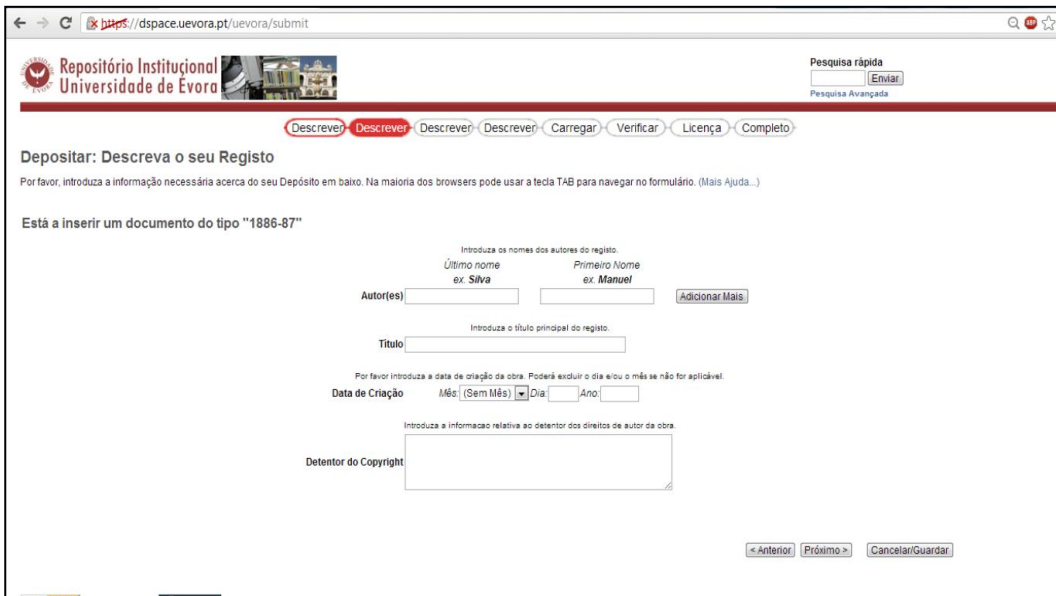 https://dspace.uevora.pt/uevora/submit
Repositório Institucional
Universidade de Évora
Pesquisa rápida
Enviar
Pesquisa Avançada
Descrever Descrever Descrever Descrever Carregar Verificar Licença Completo
Depositar: Descreva o seu Registo
Por favor, introduza a informação necessária acerca do seu Depósito em baixo. Na maioria dos browsers pode usar a tecla TAB para navegar no formulário. (Mais Ajuda...)
Está a inserir um documento do tipo "1886-87"
Introduza os nomes dos autores do registo.
Último nome Primeiro Nome
ex. Silva ex. Manuel
Autor(es) Adicionar Mais
Introduza o título principal do registo.
Título
Por favor introduza a data de criação da obra. Poderá excluir o dia e/ou o mês se não for aplicável.
Data de Criação Mês: (Sem Mês) Dia: Ano:
Introduza a informacao relativa ao detentor dos direitos de autor da obra.
Detentor do Copyright
< Anterior Próximo > Cancelar/Guardar